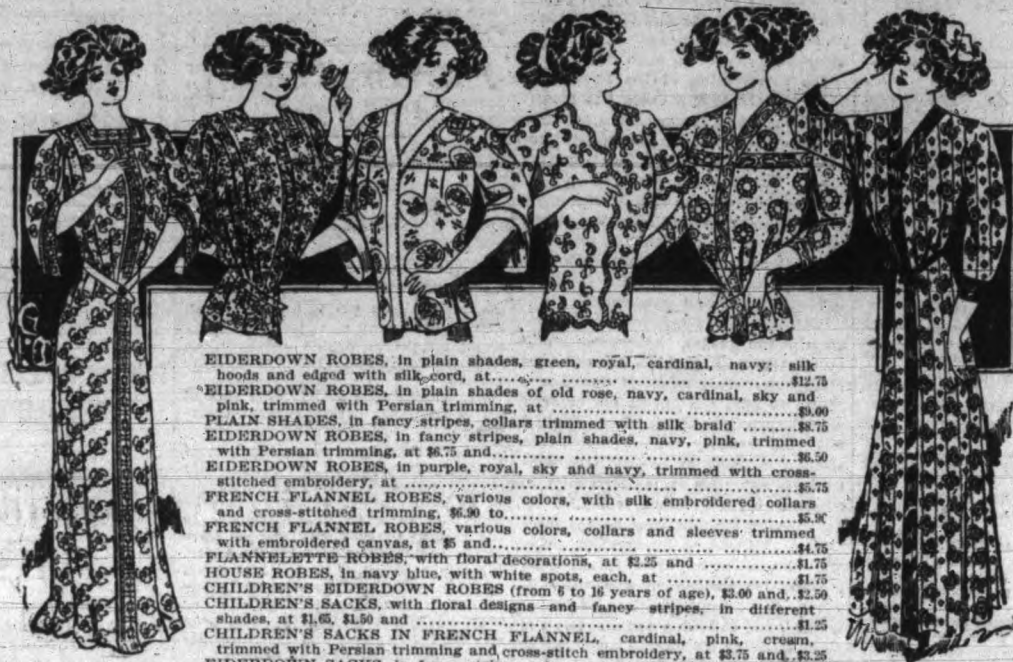 EIDERDOWN ROBES, in plain shades, green, royal, cardinal, navy; silk
hoods and edged with silk cord, at.......... .......... ..........$12.75
EIDERDOWN ROBES, in plain shades of old rose, navy, cardinal, sky and
pink, trimmed with Persian trimming, at ..........$9.00
PLAIN SHADES, in fancy stripes, collars trimmed with silk braid ..........$8.75
EIDERDOWN ROBES, in fancy stripes, plain shades, navy, pink, trimmed
with Persian trimming, at $6.75 and..........$6.50
EIDERDOWN ROBES, in purple, royal, sky and navy, trimmed with cross-
stitched embroidery, at ..........$5.75
FRENCH FLANNEL ROBES, various colors, with silk embroidered collars
and cross-stitched trimming, $6.90 to..........$5.90
FRENCH FLANNEL ROBES, various colors, collars and sleeves trimmed
with embroidered canvas, at $5 and..........$4.75
FLANNELETTE ROBES, with floral decorations, at $2.25 and ..........$1.75
HOUSE ROBES, in navy blue, with white spots, each, at ..........$1.75
CHILDREN'S EIDERDOWN ROBES (from 6 to 16 years of age), $3.00 and..$2.50
CHILDREN'S SACKS, with floral designs and fancy stripes, in different
shades, at $1.65, $1.50 and ..........$1.25
CHILDREN'S SACKS IN FRENCH FLANNEL, cardinal, pink, cream,
trimmed with Persian trimming and cross-stitch embroidery, at $3.75 and..$3.25